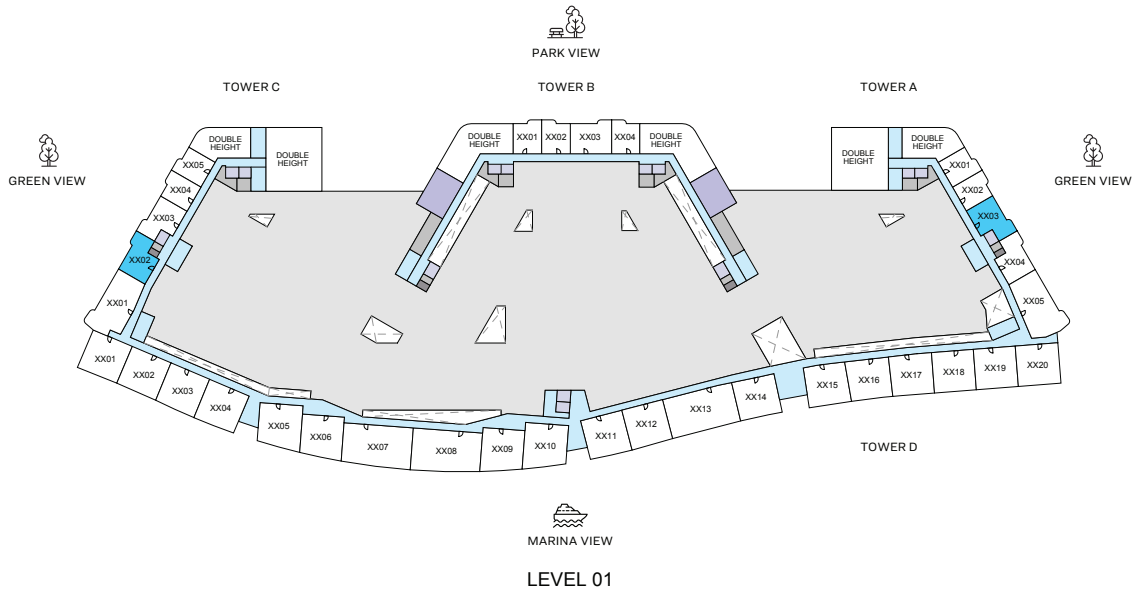 PARK VIEW
TOWER C
TOWER B
TOWER A
GREEN VIEW
GREEN VIEW
DOUBLE
HEIGHT
DOUBLE
HEIGHT
XX05
XX04
XX03
XX02
XX01
DOUBLE
HEIGHT
XX01
XX02
XX03
XX04
DOUBLE
HEIGHT
DOUBLE
HEIGHT
DOUBLE
HEIGHT
XX01
XX02
XX03
XX04
XX05
XX01
XX02
XX03
XX04
XX05
XX06
XX07
XX08
XX09
XX10
XX11
XX12
XX13
XX14
XX15
XX16
XX17
XX18
XX19
XX20
TOWER D
MARINA VIEW
LEVEL 01